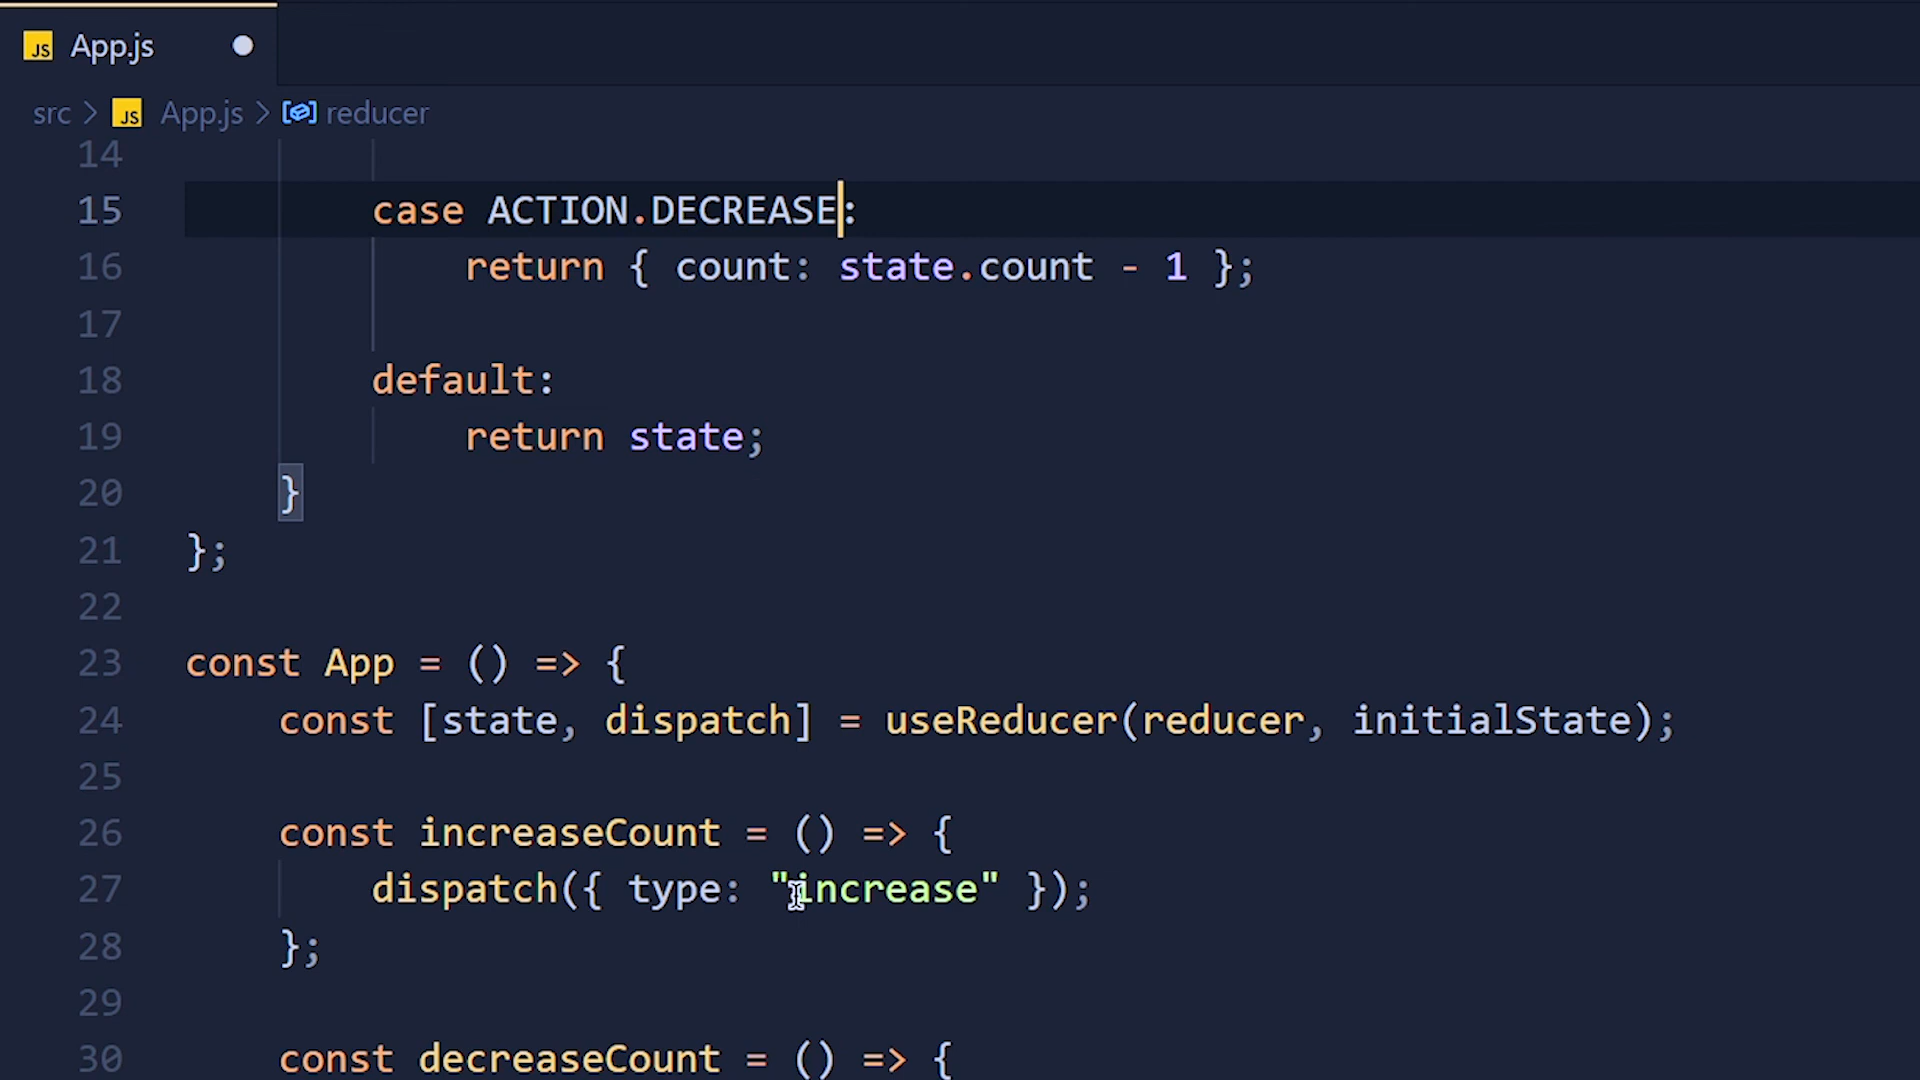 JS App.js
src > JS App.js > reducer
14
15 case ACTION.DECREASE:
16 return { count: state.count - 1 };
17
18 default:
19 return state;
20 }
21 };
22
23 const App = () => {
24 const [state, dispatch] = useReducer(reducer, initialState);
25
26 const increaseCount = () => {
27 dispatch({ type: "increase" });
28 };
29
30 const decreaseCount = () => {